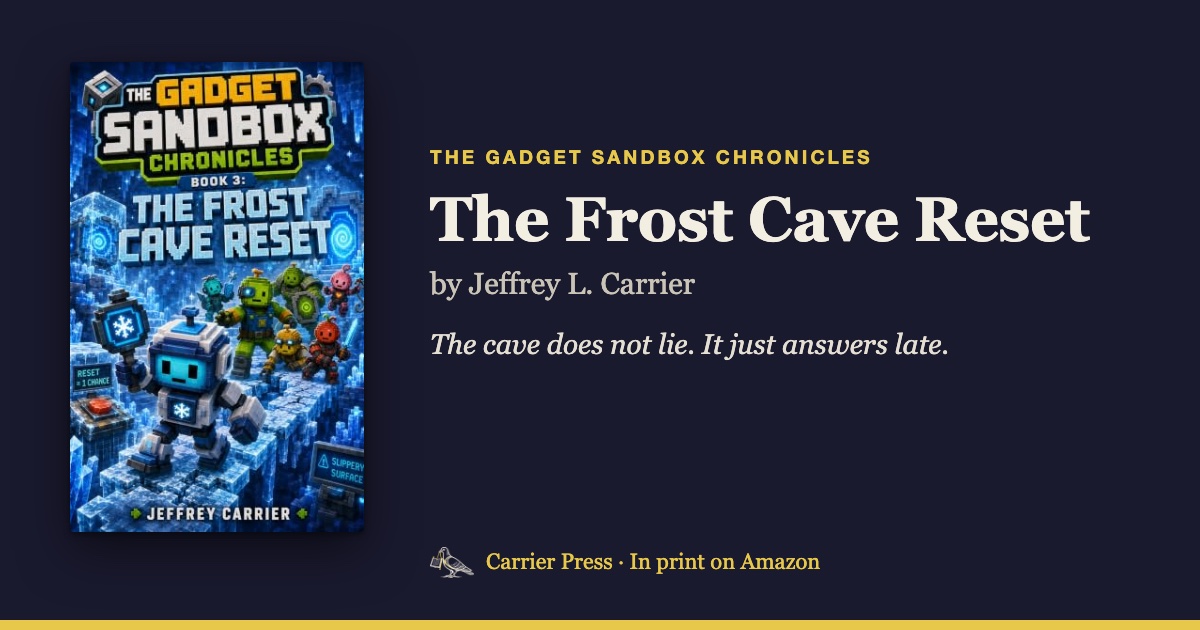 THE GADGET
SANDBOX
CHRONICLES
BOOK 3:
THE FROST
CAVE RESET
RESET
= 1 CHANCE
SLIPPERY
SURFACE
JEFFREY CARRIER
THE GADGET SANDBOX CHRONICLES
The Frost Cave Reset
by Jeffrey L. Carrier
The cave does not lie. It just answers late.
Carrier Press · In print on Amazon